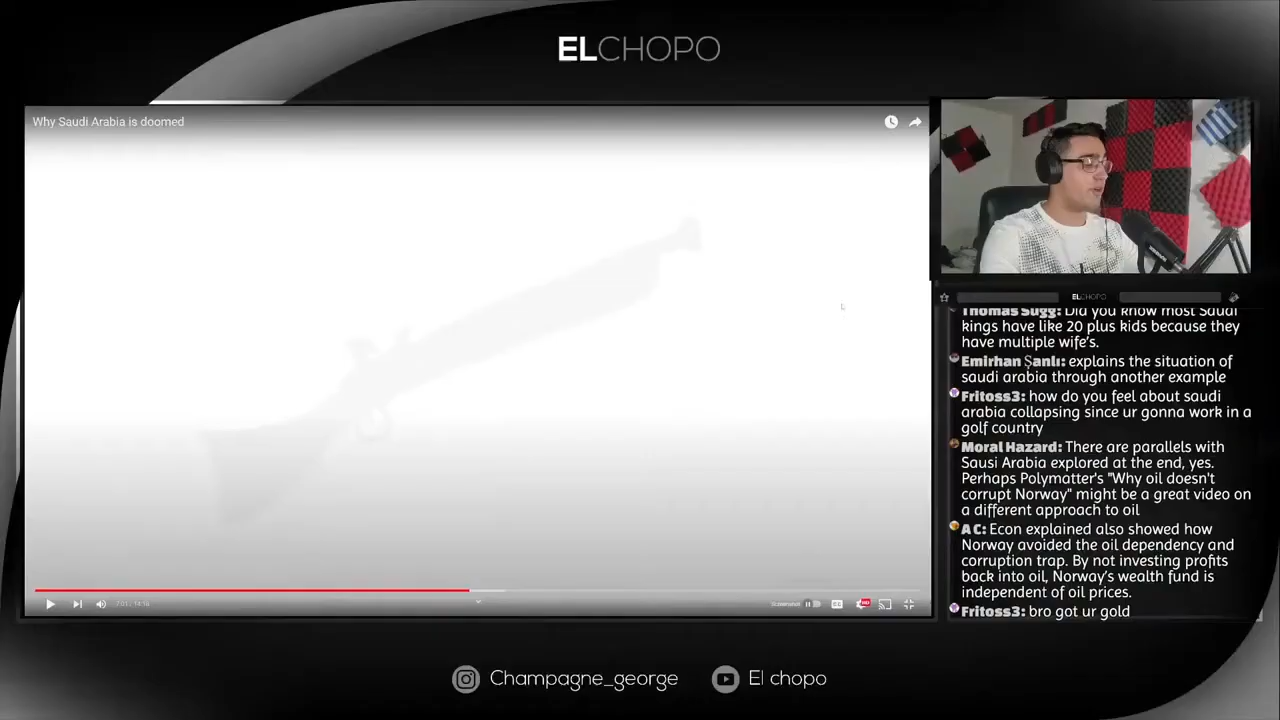 ELCHOPO
Why Saudi Arabia is doomed
ELCHOPO
Thomas Sugg: Did you know most Saudi
kings have like 20 plus kids because they
have multiple wife's.
Emirhan Şanlı: explains the situation of
saudi arabia through another example
Fritoss3: how do you feel about saudi
arabia collapsing since ur gonna work in a
golf country
Moral Hazard: There are parallels with
Sausi Arabia explored at the end, yes.
Perhaps Polymatter's "Why oil doesn't
corrupt Norway" might be a great video on
a different approach to oil
A C: Econ explained also showed how
Norway avoided the oil dependency and
corruption trap. By not investing profits
back into oil, Norway's wealth fund is
independent of oil prices.
Fritoss3: bro got ur gold
Champagne_george
El chopo